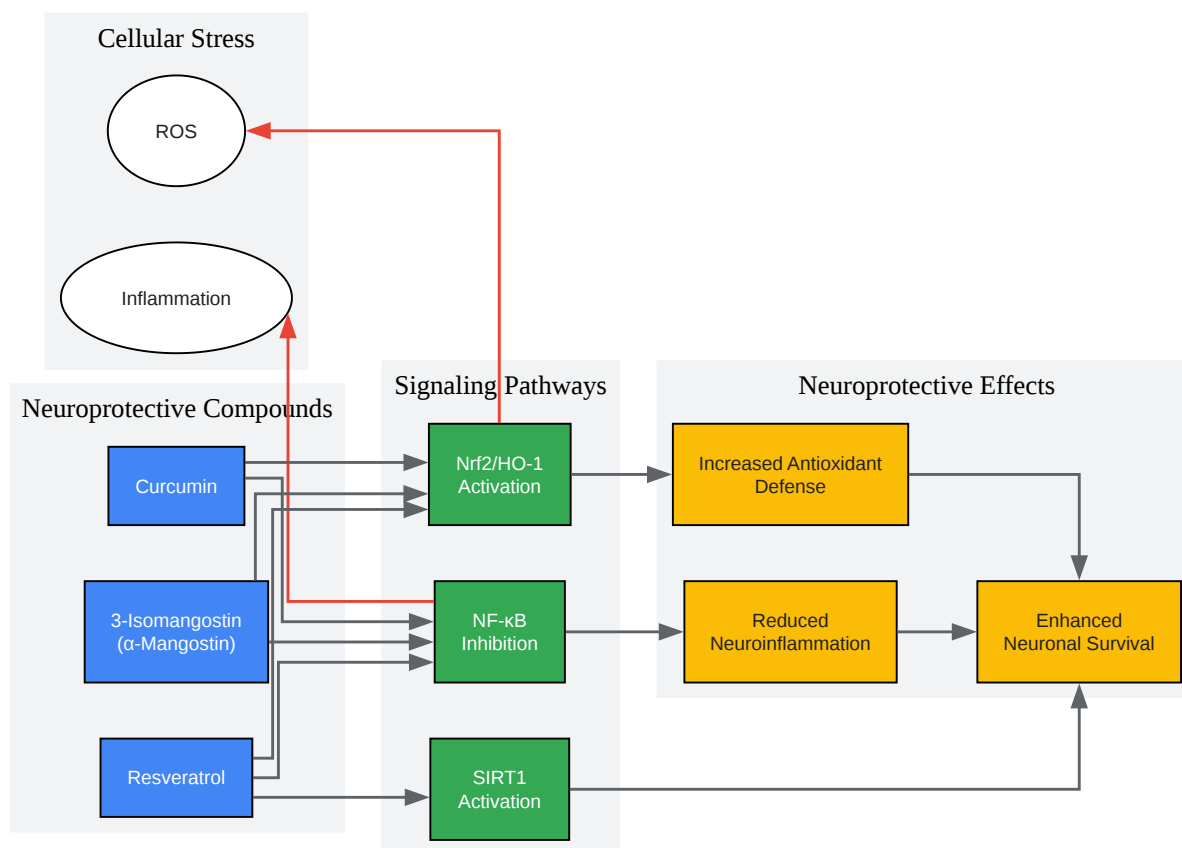 Cellular Stress
ROS
Inflammation
Neuroprotective Compounds
Curcumin
3-Isomangostin
(α-Mangostin)
Resveratrol
Signaling Pathways
Nrf2/HO-1
Activation
NF-κB
Inhibition
SIRT1
Activation
Neuroprotective Effects
Increased Antioxidant
Defense
Reduced
Neuroinflammation
Enhanced
Neuronal Survival